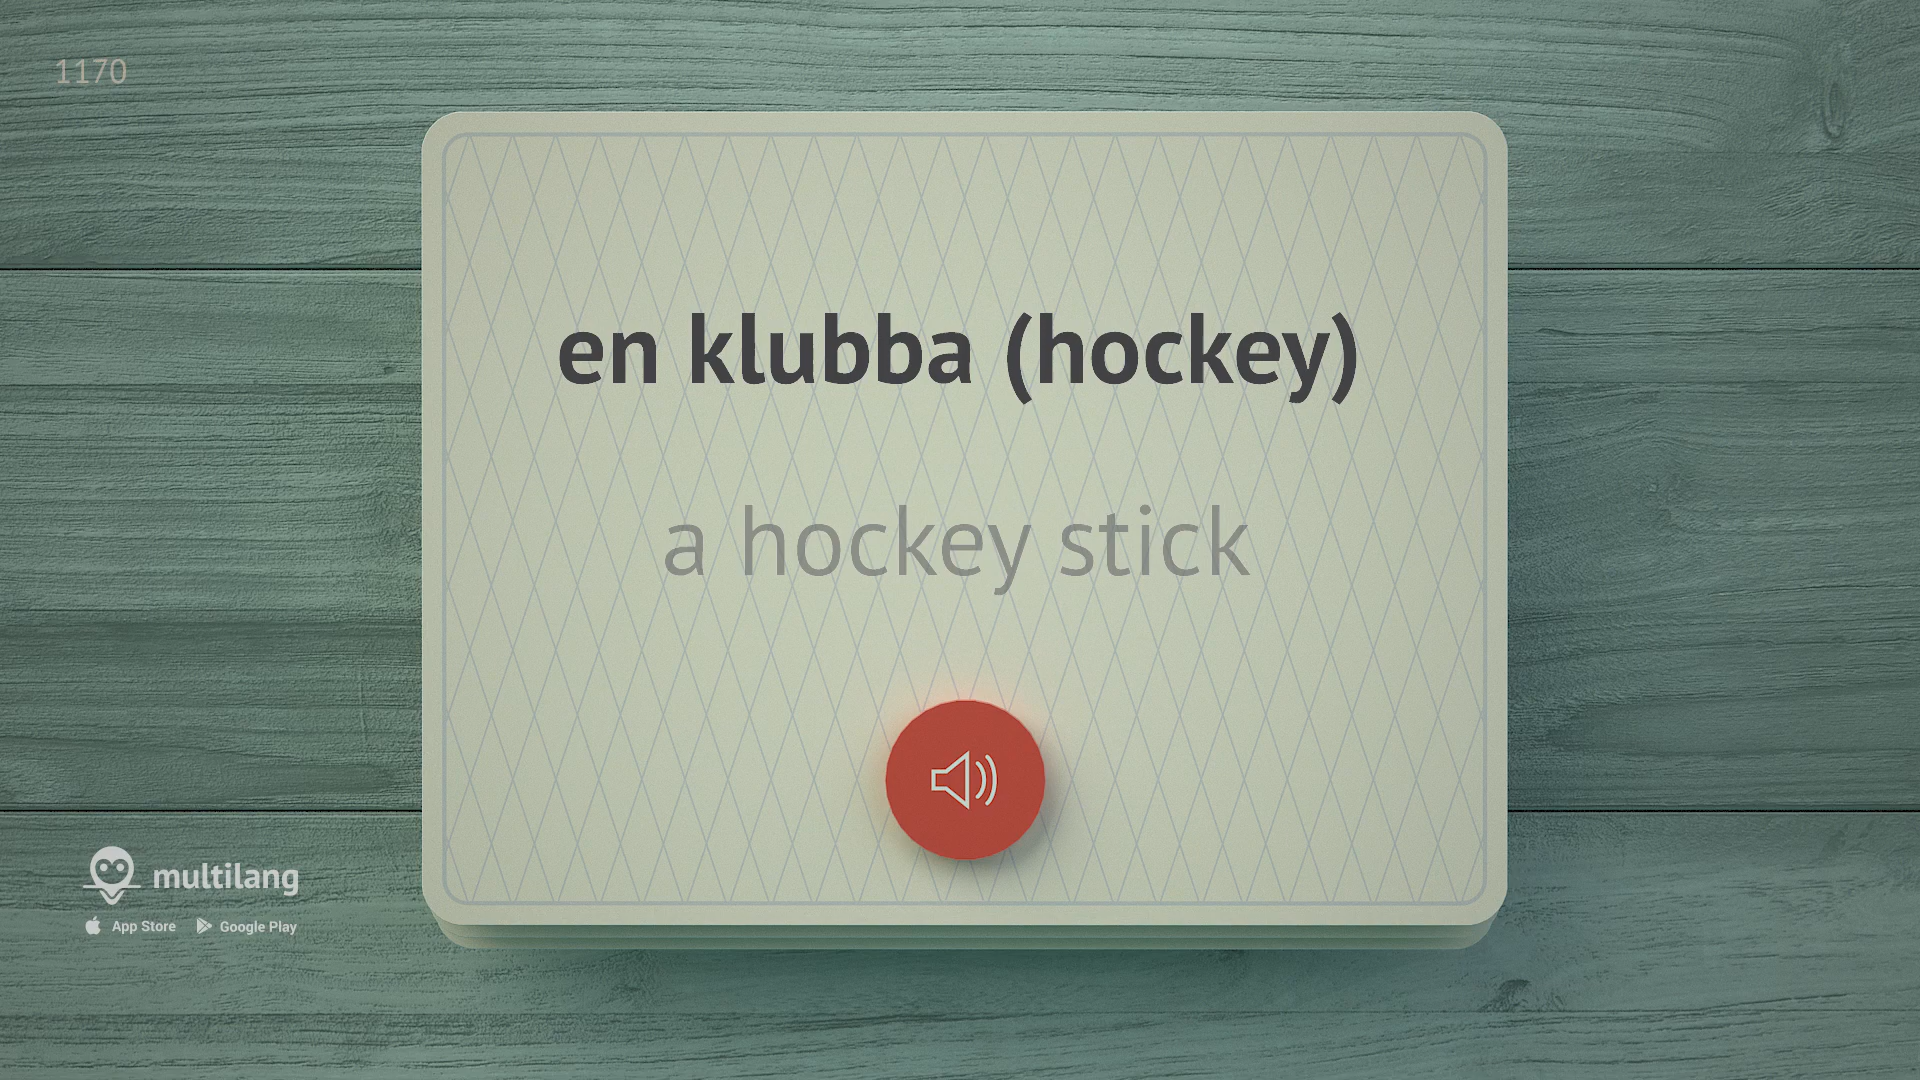 1170
en klubba (hockey)
a hockey stick
multilang
App Store Google Play